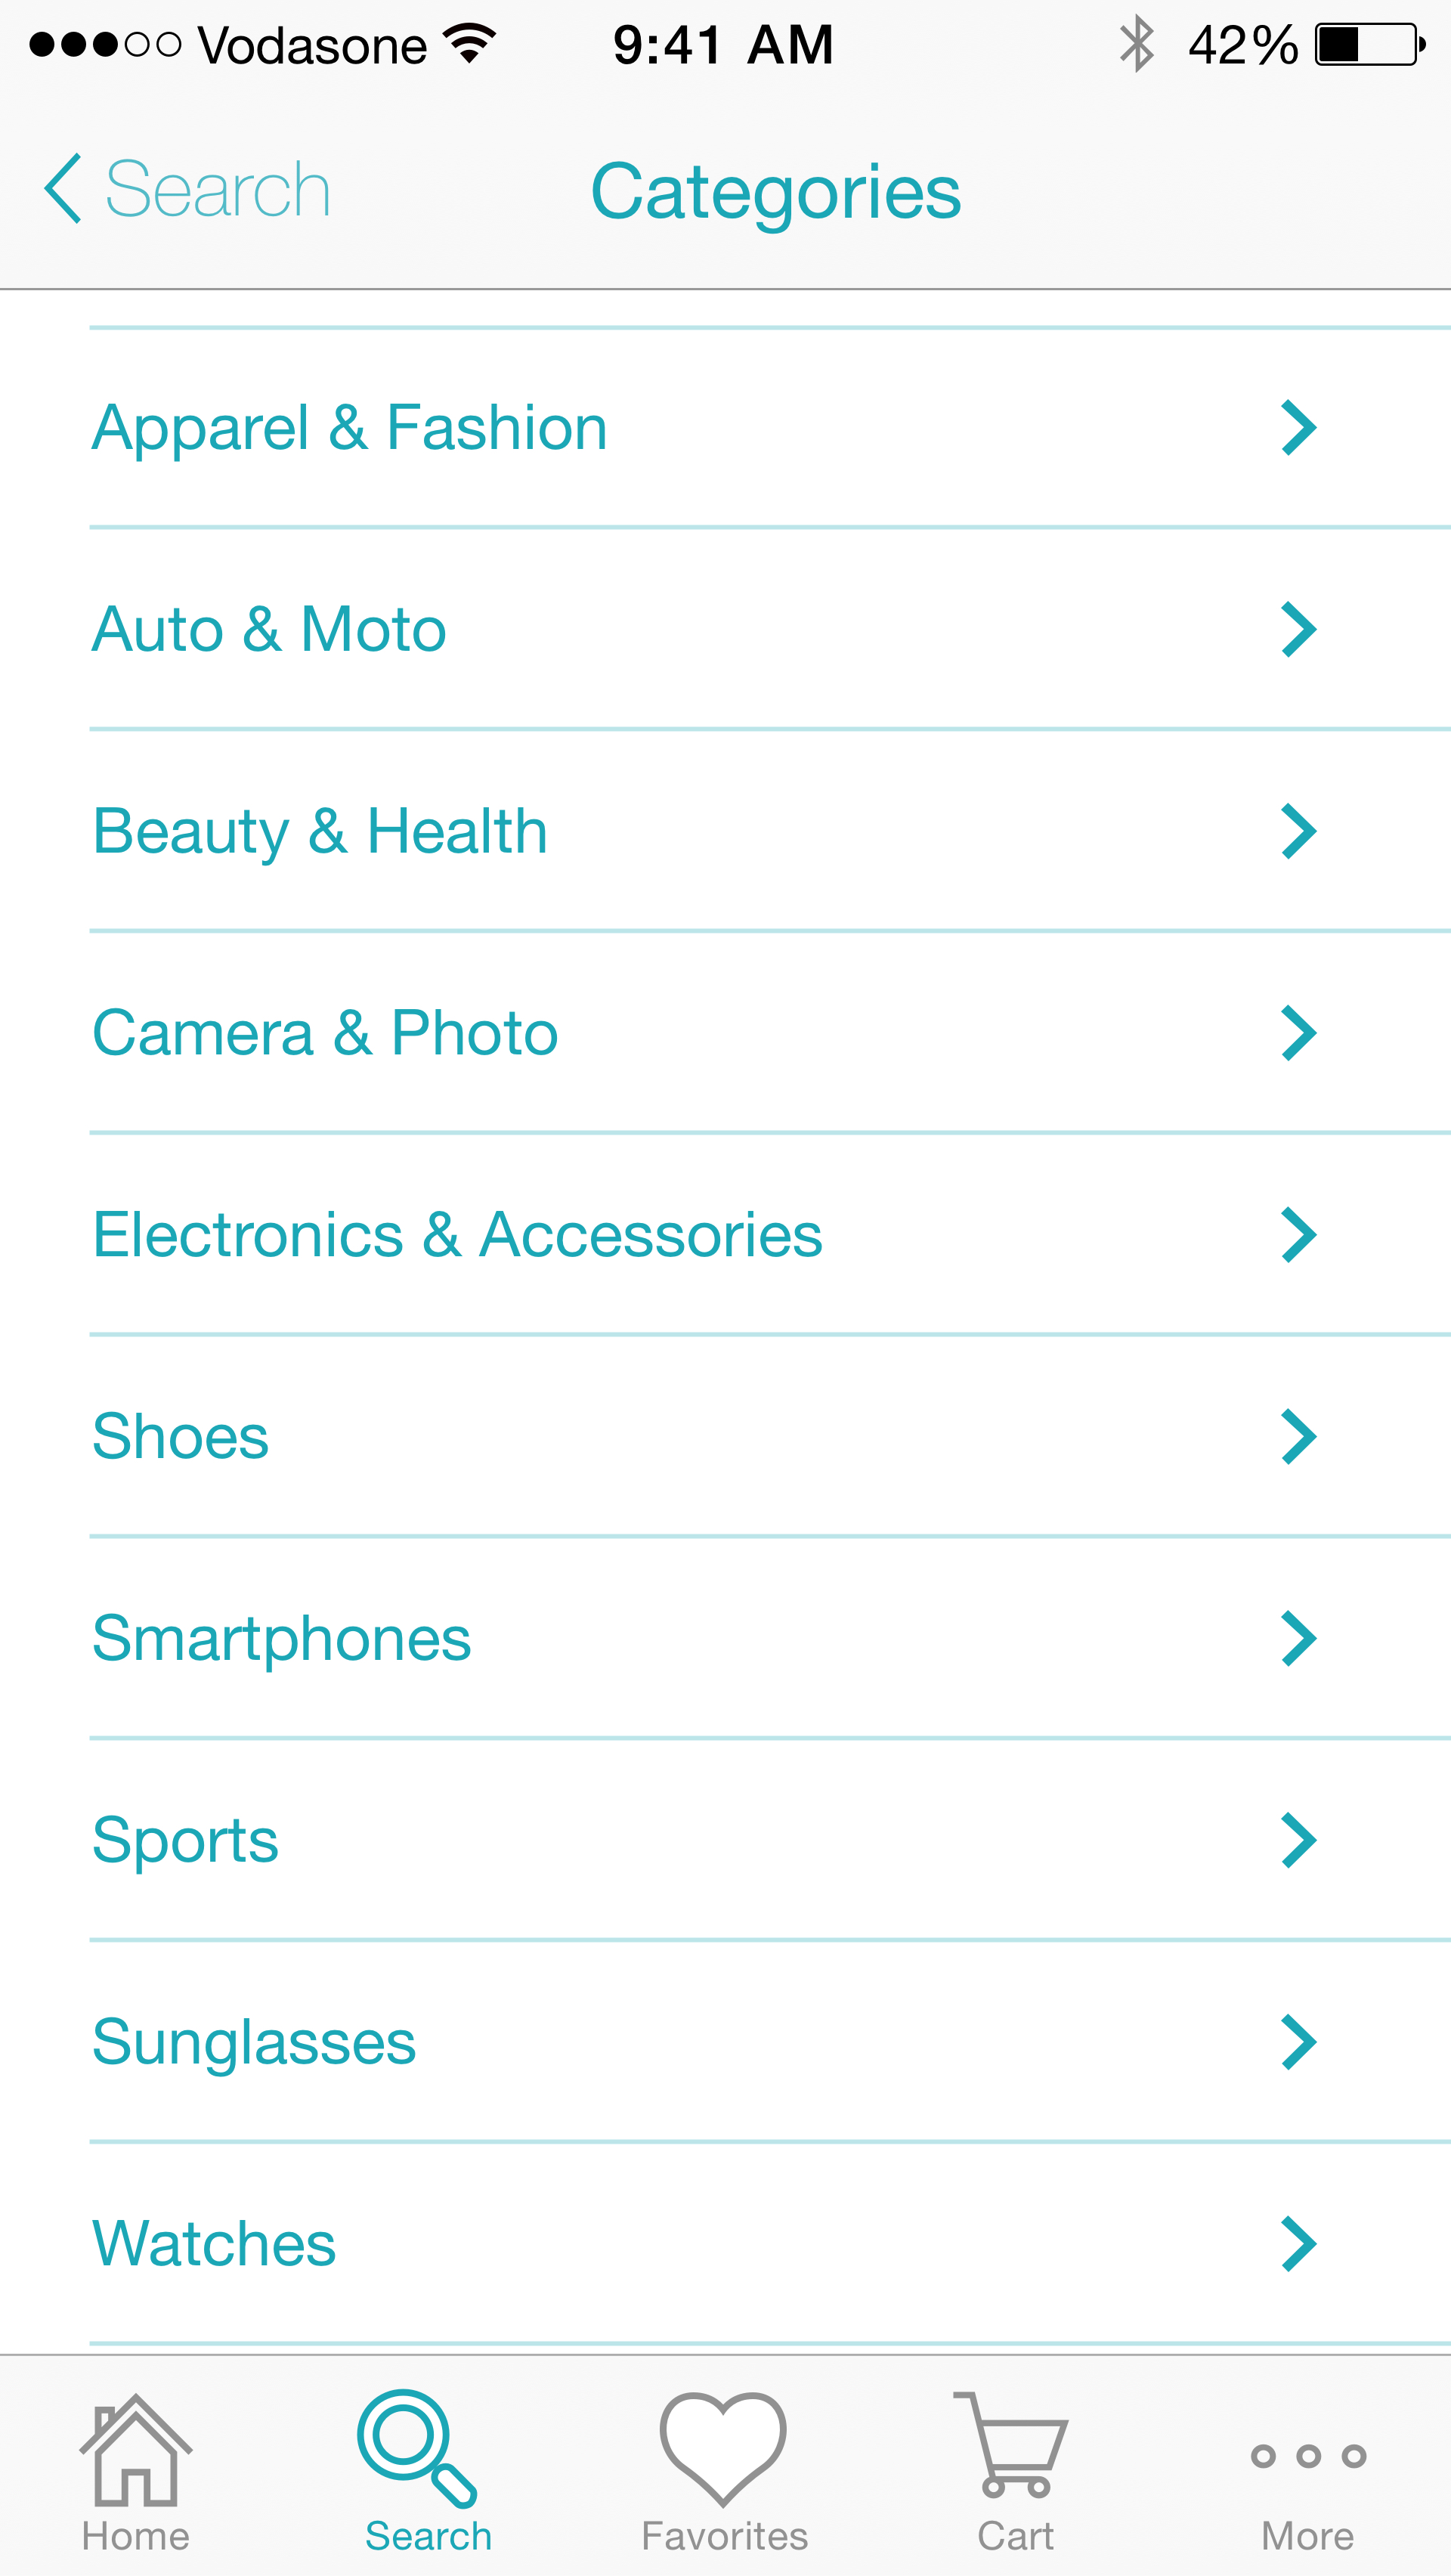 Vodasone 9:41 AM 42%
Search Categories
Apparel & Fashion
Auto & Moto
Beauty & Health
Camera & Photo
Electronics & Accessories
Shoes
Smartphones
Sports
Sunglasses
Watches
Home Search Favorites Cart More